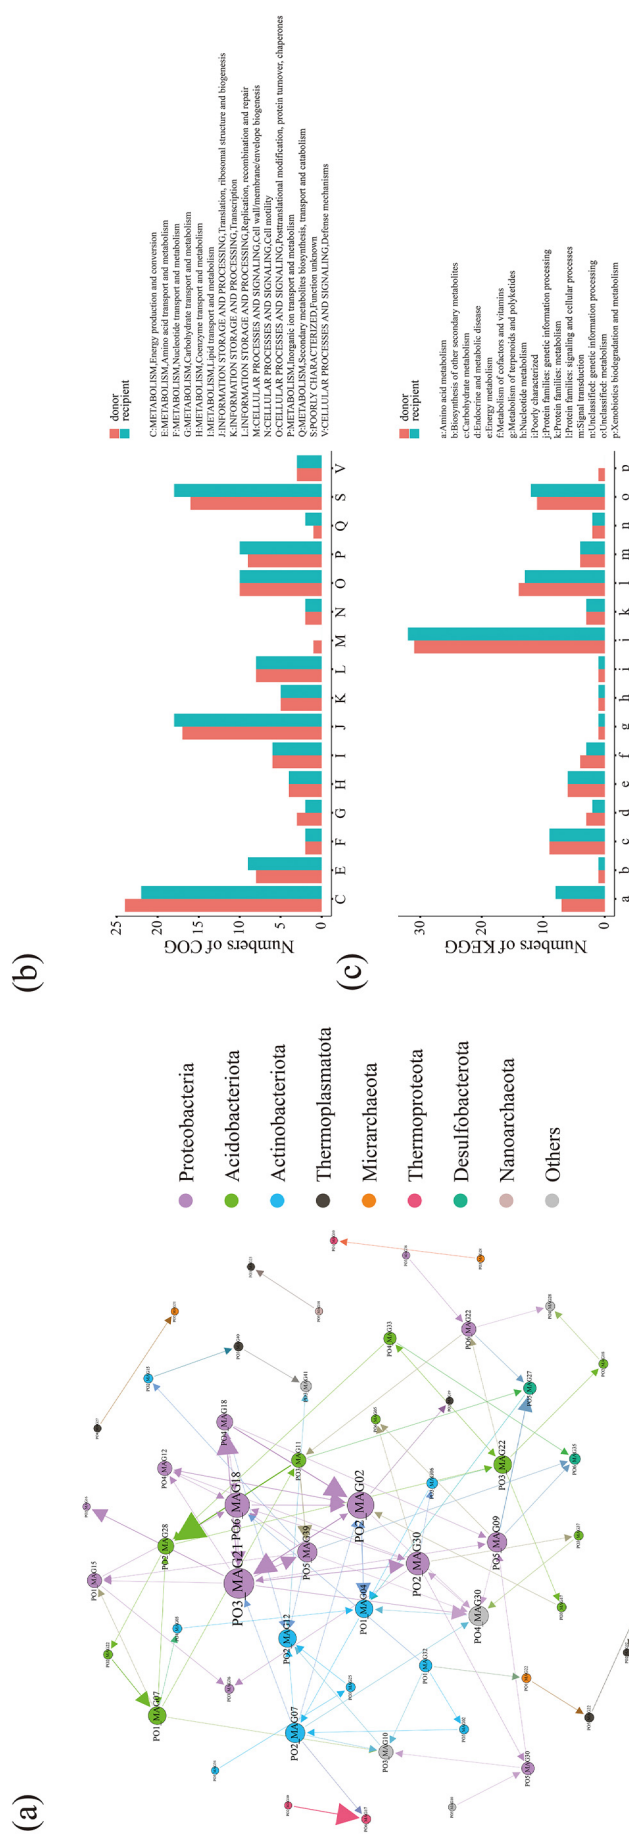 (a)
PO1_MAG07
PO1_MAG15
PO2_MAG28
PO4_MAG12
PO4_MAG18
PO6_MAG18
PO3_MAG21
PO3_MAG11
PO5_MAG39
PO2_MAG12
PO2_MAG07
PO2_MAG02
PO1_MAG04
PO2_MAG30
PO3_MAG10
PO1_MAG32
PO4_MAG33
PO6_MAG22
PO3_MAG22
PO5_MAG09
PO4_MAG30
PO5_MAG30
Proteobacteria
Acidobacteriota
Actinobacteriota
Thermoplasmatota
Micrarchaeota
Thermoproteota
Desulfobacterota
Nanoarchaeota
Others
(b)
Numbers of COG
25
20
15
10
5
0
C E F G H I J K L M N O P Q S V
donor
recipient
C:METABOLISM,Energy production and conversion
E:METABOLISM,Amino acid transport and metabolism
F:METABOLISM,Nucleotide transport and metabolism
G:METABOLISM,Carbohydrate transport and metabolism
H:METABOLISM,Coenzyme transport and metabolism
I:METABOLISM,Lipid transport and metabolism
J:INFORMATION STORAGE AND PROCESSING,Translation, ribosomal structure and biogenesis
K:INFORMATION STORAGE AND PROCESSING,Transcription
L:INFORMATION STORAGE AND PROCESSING,Replication, recombination and repair
M:CELLULAR PROCESSES AND SIGNALING,Cell wall/membrane/envelope biogenesis
N:CELLULAR PROCESSES AND SIGNALING,Cell motility
O:CELLULAR PROCESSES AND SIGNALING,Posttranslational modification, protein turnover, chaperones
P:METABOLISM,Inorganic ion transport and metabolism
Q:METABOLISM,Secondary metabolites biosynthesis, transport and catabolism
S:POORLY CHARACTERIZED,Function unknown
V:CELLULAR PROCESSES AND SIGNALING,Defense mechanisms
(c)
Numbers of KEGG
30
20
10
0
a b c d e f g h i j k l m n o p
donor
recipient
a:Amino acid metabolism
b:Biosynthesis of other secondary metabolites
c:Carbohydrate metabolism
d:Endocrine and metabolic disease
e:Energy metabolism
f:Metabolism of cofactors and vitamins
g:Metabolism of terpenoids and polyketides
h:Nucleotide metabolism
i:Poorly characterized
j:Protein families: genetic information processing
k:Protein families: metabolism
l:Protein families: signaling and cellular processes
m:Signal transduction
n:Unclassified: genetic information processing
o:Unclassified: metabolism
p:Xenobiotics biodegradation and metabolism